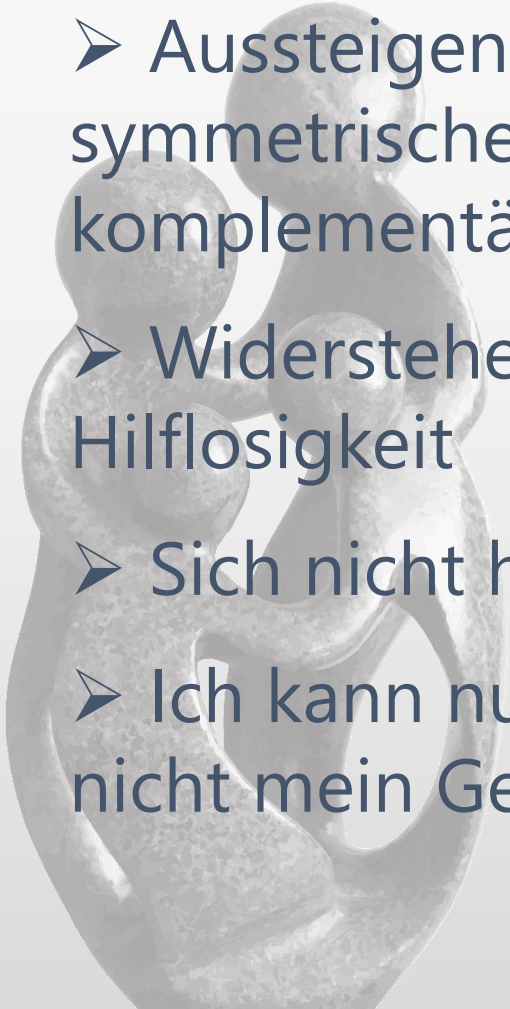 ➢ Aussteigen
symmetrische
komplementä
➢ Widerstehe
Hilflosigkeit
➢ Sich nicht h
➢ Ich kann nu
nicht mein Ge